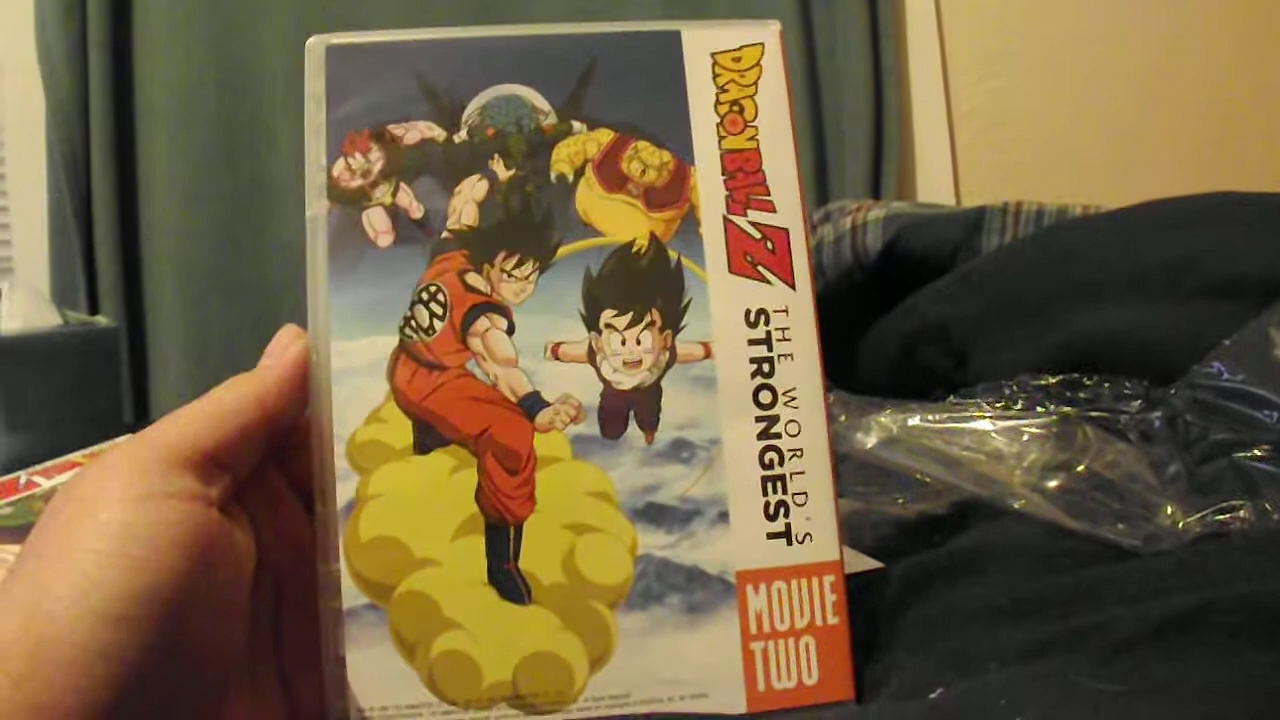 DRAGON BALL Z
THE WORLD'S
STRONGEST
MOVIE
TWO